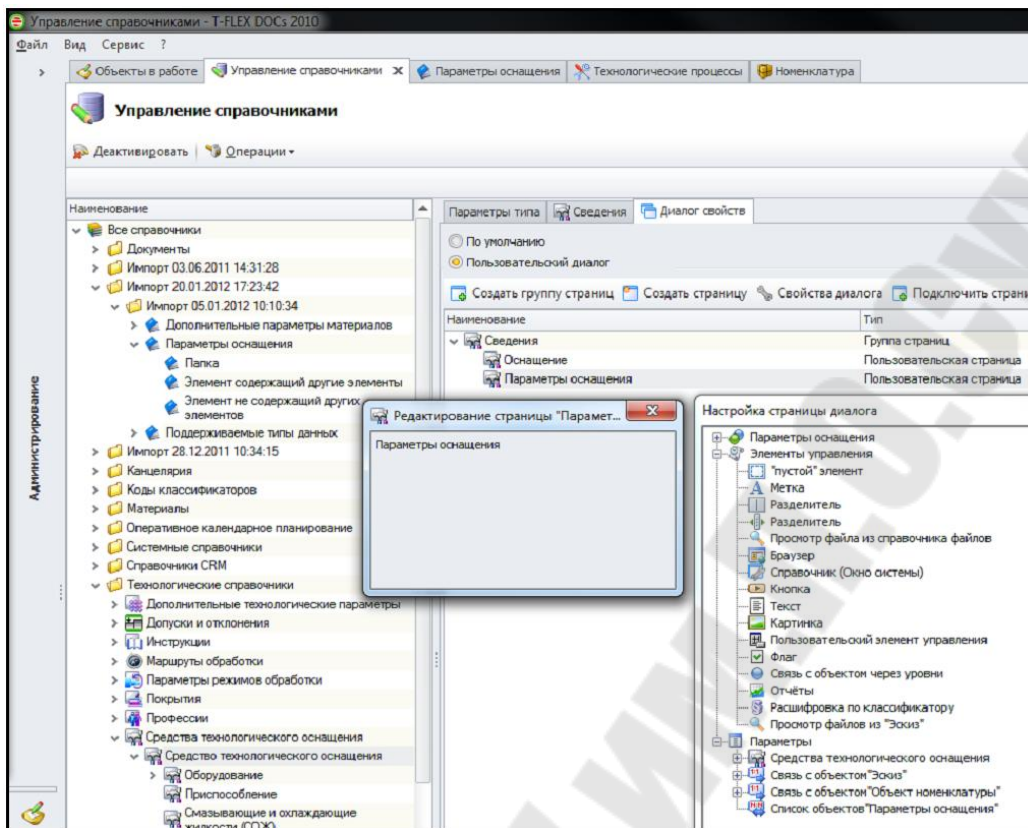 Управление справочниками - T-FLEX DOCs 2010
Файл Вид Сервис ?
Объекты в работе Управление справочниками Параметры оснащения Технологические процессы Номенклатура
Управление справочниками
Деактивировать Операции
Наименование
Все справочники
Документы
Импорт 03.06.2011 14:31:28
Импорт 20.01.2012 17:23:42
Импорт 05.01.2012 10:10:34
Дополнительные параметры материалов
Параметры оснащения
Папка
Элемент содержащий другие элементы
Элемент не содержащий других
элементов
Поддерживаемые типы данных
Импорт 28.12.2011 10:34:15
Канцелярия
Коды классификаторов
Материалы
Оперативное календарное планирование
Системные справочники
Справочники CRM
Технологические справочники
Дополнительные технологические параметры
Допуски и отклонения
Инструкции
Маршруты обработки
Параметры режимов обработки
Покрытия
Профессии
Средства технологического оснащения
Средство технологического оснащения
Оборудование
Приспособление
Смазывающие и охлаждающие
жидкости (СОЖ)
Администрирование
Параметры типа Сведения Диалог свойств
По умолчанию
Пользовательский диалог
Создать группу страниц Создать страницу Свойства диалога Подключить страни
Наименование Тип
Сведения Группа страниц
Оснащение Пользовательская страница
Параметры оснащения Пользовательская страница
Редактирование страницы "Парамет...
Параметры оснащения
Настройка страницы диалога
Параметры оснащения
Элементы управления
"пустой" элемент
Метка
Разделитель
Разделитель
Просмотр файла из справочника файлов
Браузер
Справочник (Окно системы)
Кнопка
Текст
Картинка
Пользовательский элемент управления
Флаг
Связь с объектом через уровни
Отчёты
Расшифровка по классификатору
Просмотр файлов из "Эскиз"
Параметры
Средства технологического оснащения
Связь с объектом"Эскиз"
Связь с объектом"Объект номенклатуры"
Список объектов"Параметры оснащения"